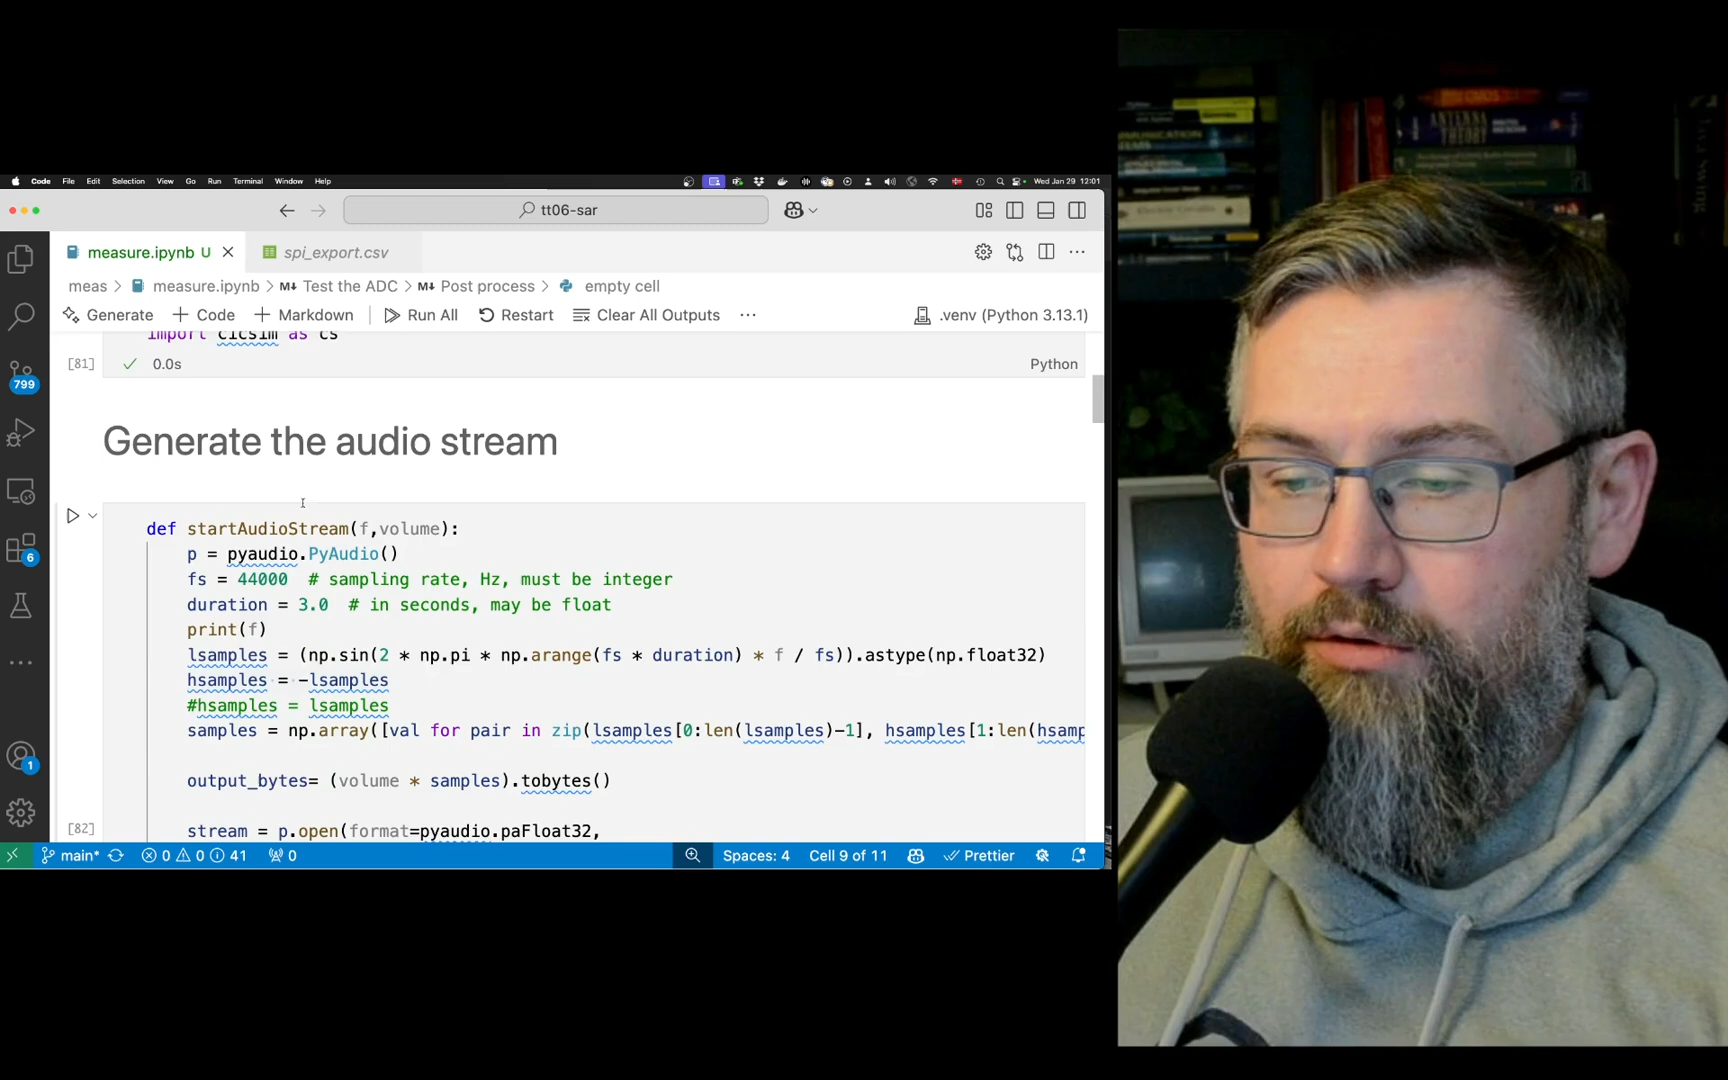 Code File Edit Selection View Go Run Terminal Window Help Wed Jan 29 12:01
tt06-sar
measure.ipynb U spi_export.csv
meas > measure.ipynb > M↓ Test the ADC > M↓ Post process > empty cell
Generate + Code + Markdown Run All Restart Clear All Outputs ... .venv (Python 3.13.1)
import cicsim as cs
[81] 0.0s Python
799
Generate the audio stream
def startAudioStream(f,volume):
p = pyaudio.PyAudio()
6
fs = 44000 # sampling rate, Hz, must be integer
duration = 3.0 # in seconds, may be float
print(f)
lsamples = (np.sin(2 * np.pi * np.arange(fs * duration) * f / fs)).astype(np.float32)
hsamples = -lsamples
#hsamples = lsamples
samples = np.array([val for pair in zip(lsamples[0:len(lsamples)-1], hsamples[1:len(hsamp
1
output_bytes= (volume * samples).tobytes()
[82] stream = p.open(format=pyaudio.paFloat32,
main* 0 0 41 0 Spaces: 4 Cell 9 of 11 Prettier
ANTENNA
THEORY